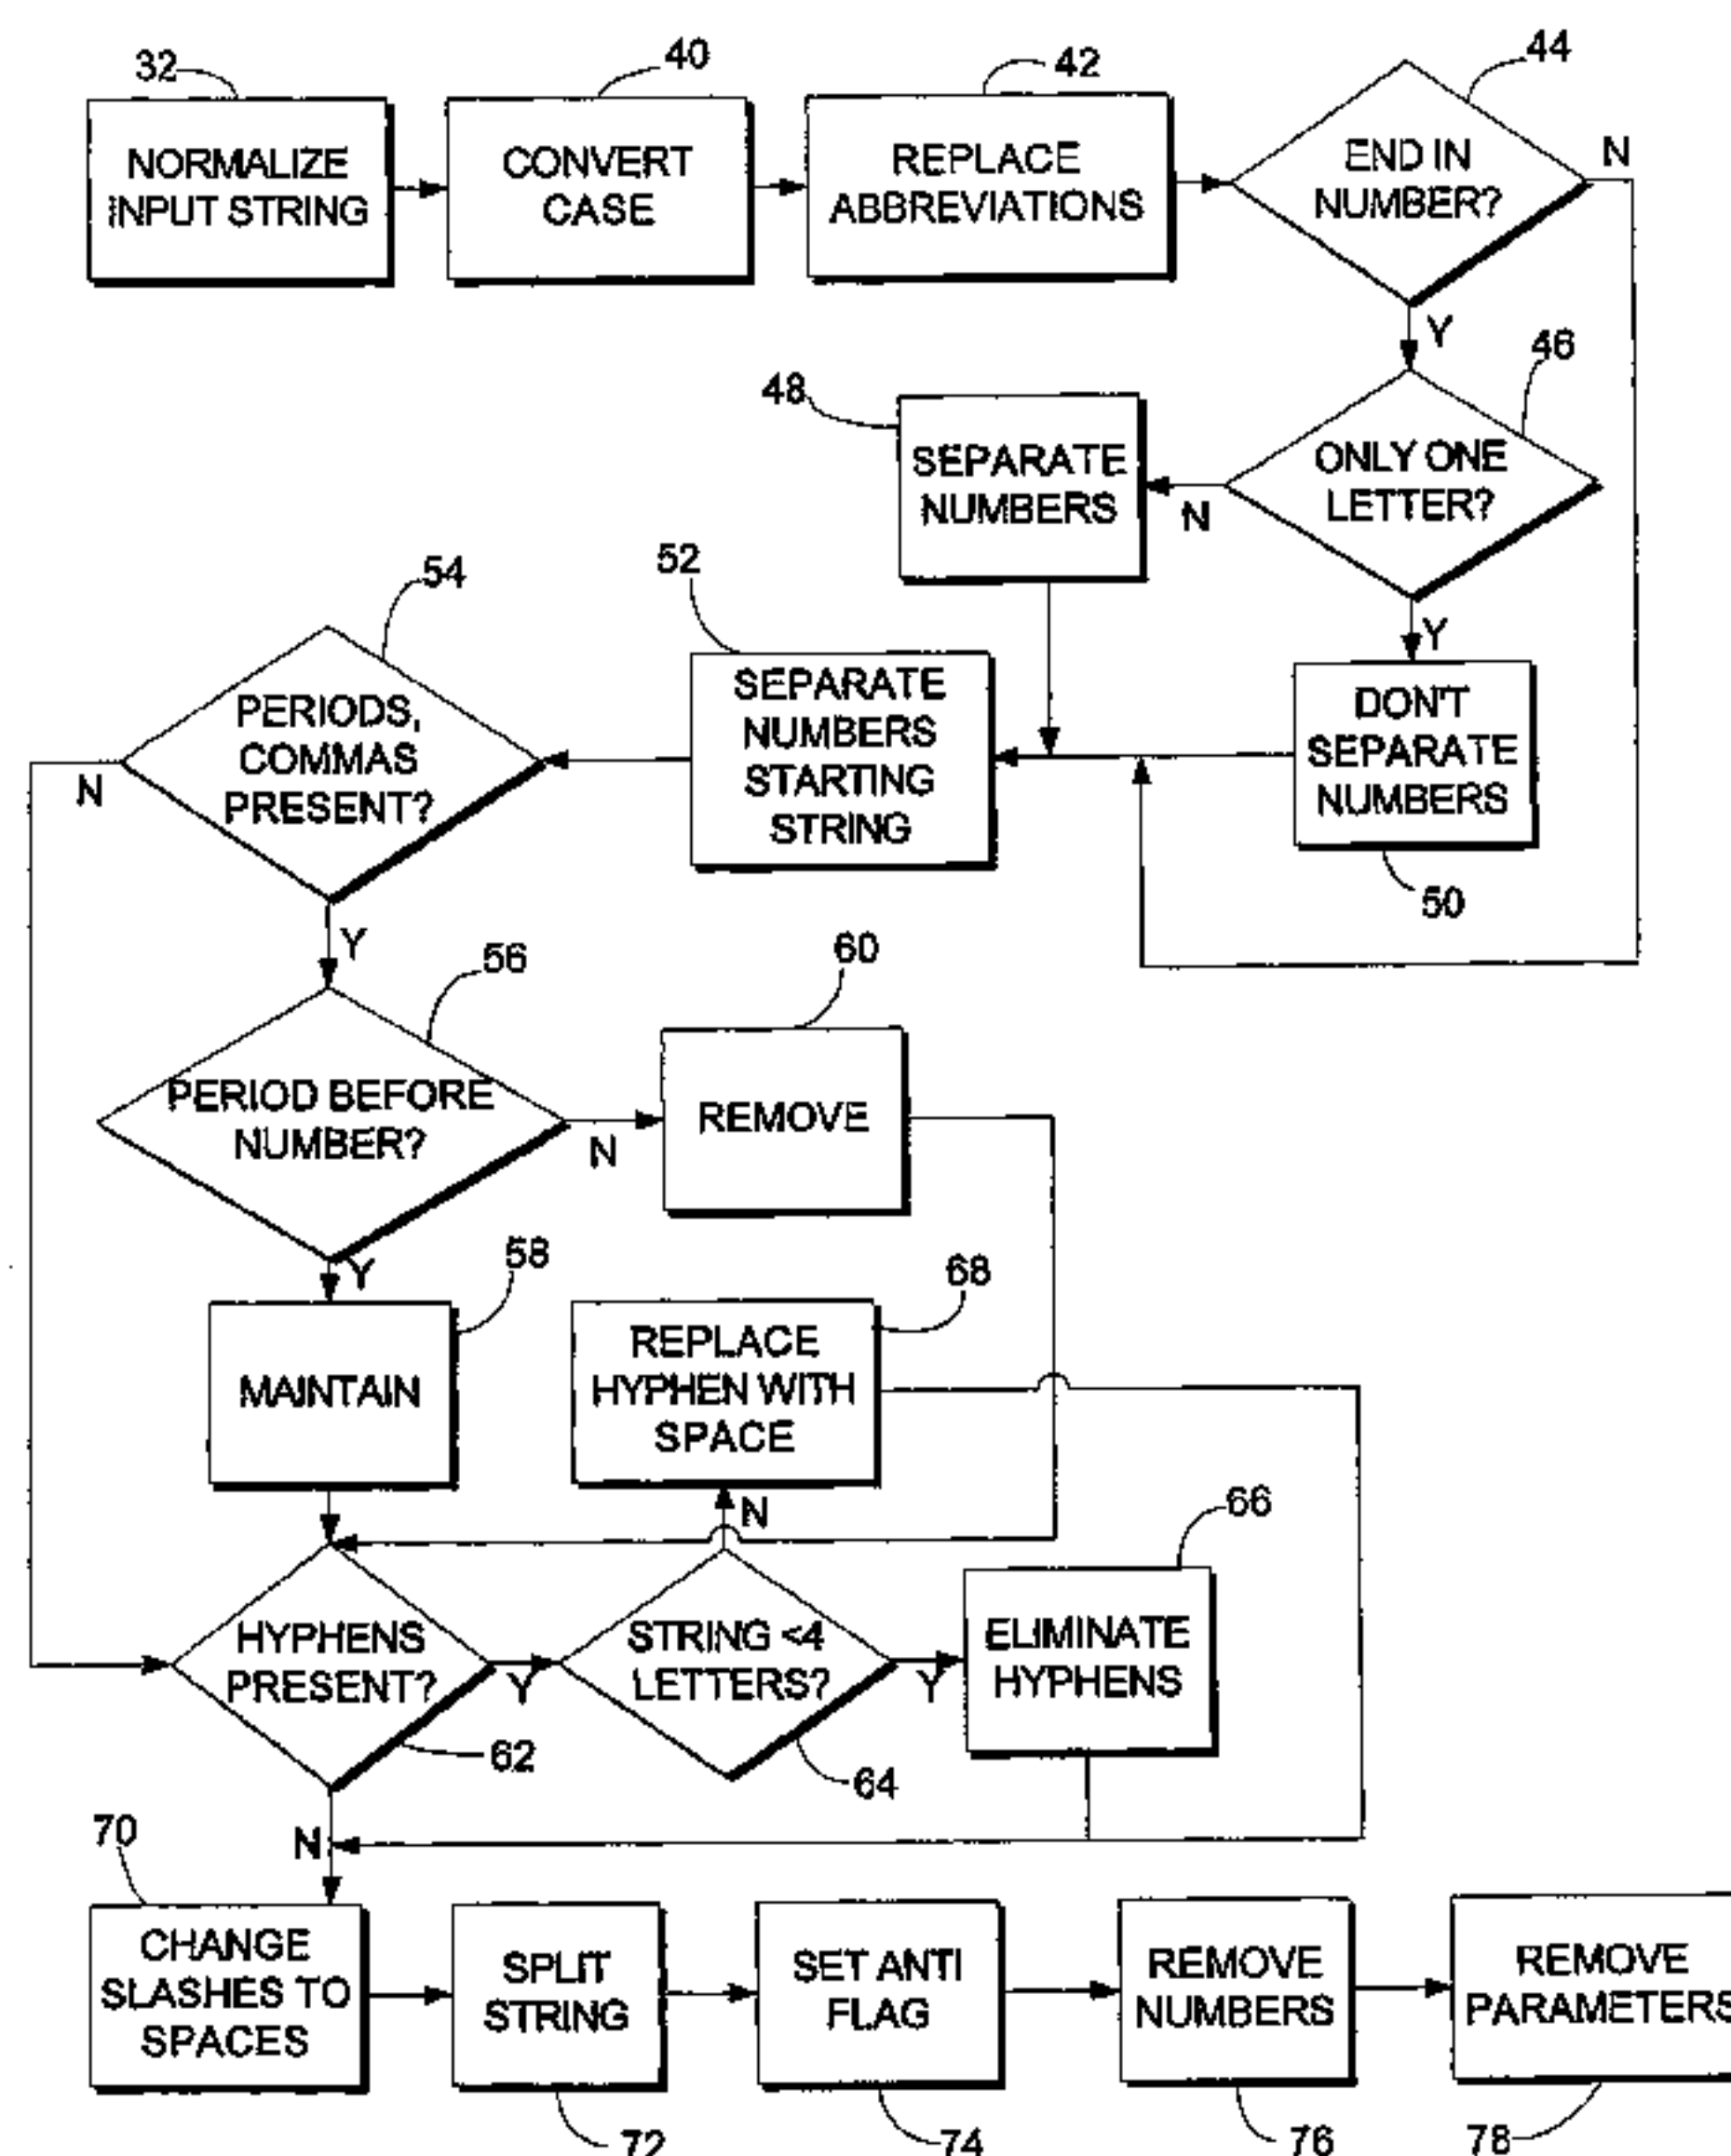 32
NORMALIZE
INPUT STRING
40
CONVERT
CASE
42
REPLACE
ABBREVIATIONS
44
END IN
NUMBER?
N
Y
46
ONLY ONE
LETTER?
N
Y
48
SEPARATE
NUMBERS
DON'T
SEPARATE
NUMBERS
50
52
SEPARATE
NUMBERS
STARTING
STRING
54
PERIODS,
COMMAS
PRESENT?
N
Y
56
PERIOD BEFORE
NUMBER?
N
Y
60
REMOVE
58
MAINTAIN
68
REPLACE
HYPHEN WITH
SPACE
N
HYPHENS
PRESENT?
Y
62
N
STRING <4
LETTERS?
Y
64
66
ELIMINATE
HYPHENS
70
CHANGE
SLASHES TO
SPACES
SPLIT
STRING
72
SET ANTI
FLAG
74
REMOVE
NUMBERS
76
REMOVE
PARAMETERS
78